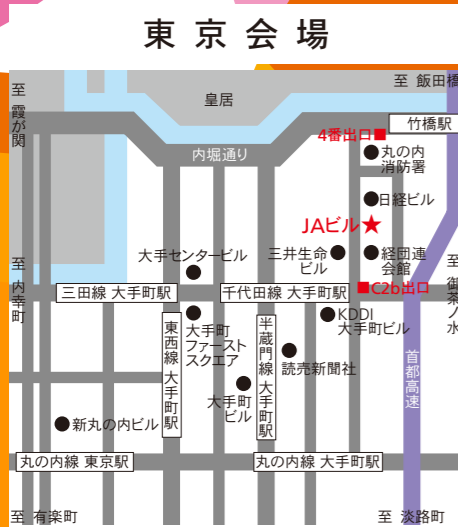 東京会場
至 飯田橋
至 霞が関
皇居
竹橋駅
4番出口
内堀通り
丸の内
消防署
日経ビル
JAビル
大手センタービル
三井生命
ビル
経団連
会館
至 内幸町
至 御茶ノ水
三田線 大手町駅
千代田線 大手町駅
C2b出口
東西線 大手町駅
大手町
ファースト
スクエア
半蔵門線 大手町駅
KDDI
大手町ビル
首都高速
読売新聞社
大手町
ビル
新丸の内ビル
丸の内線 東京駅
丸の内線 大手町駅
至 有楽町
至 淡路町